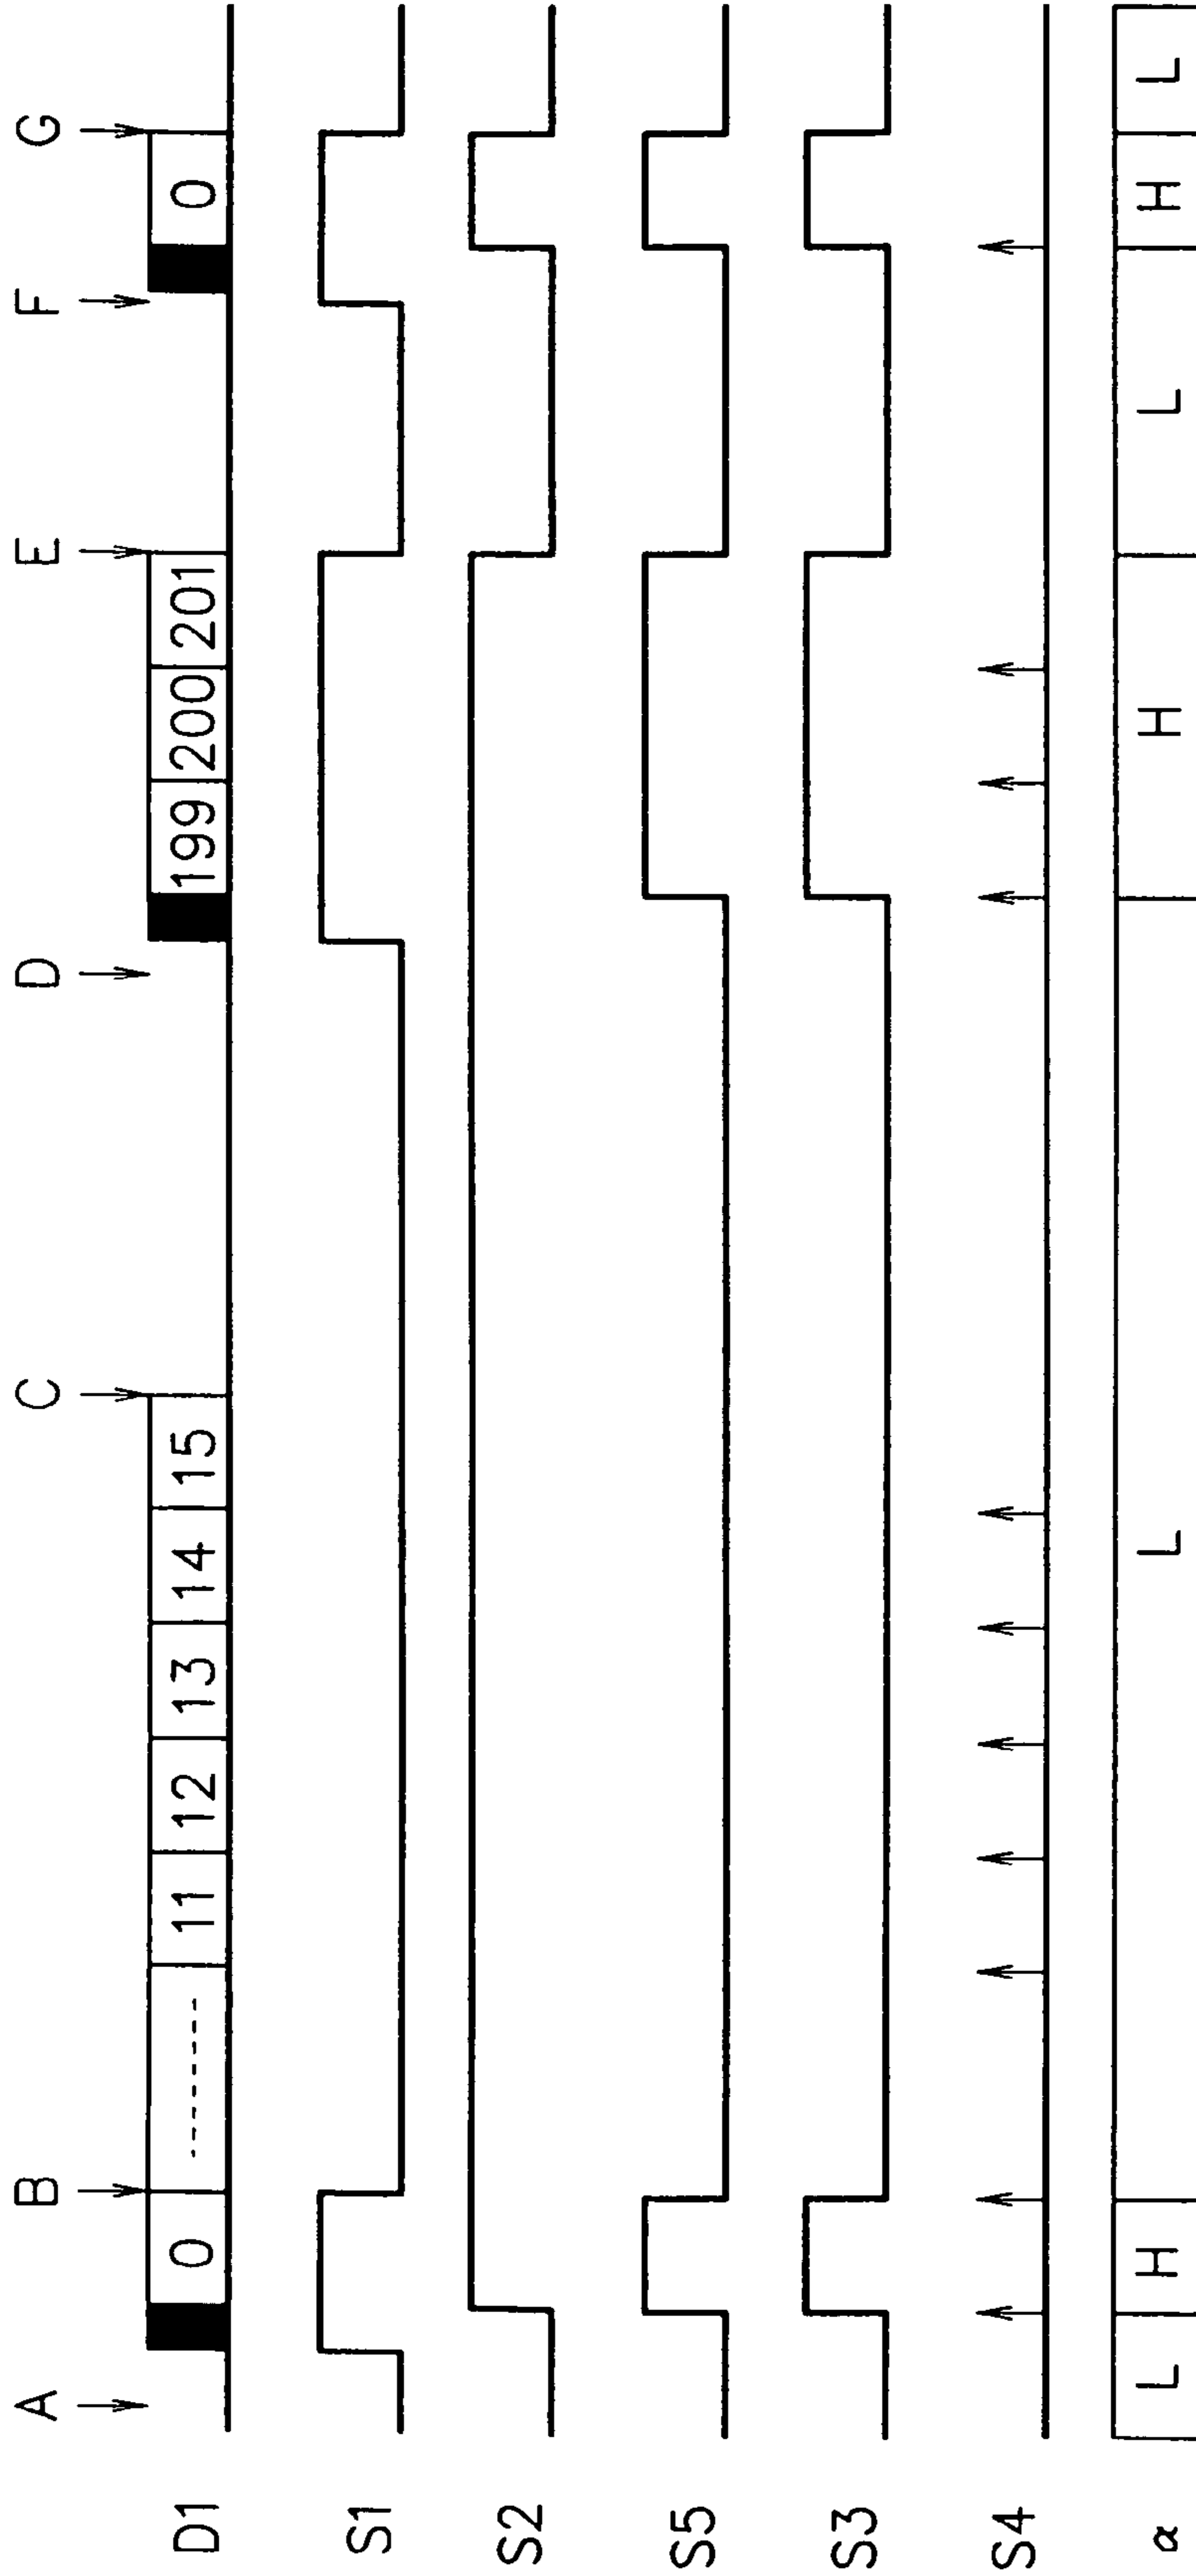 A B C D E F G
D1 0 ------- 11 12 13 14 15 199 200 201 0
S1
S2
S5
S3
S4
α L H L H L H L